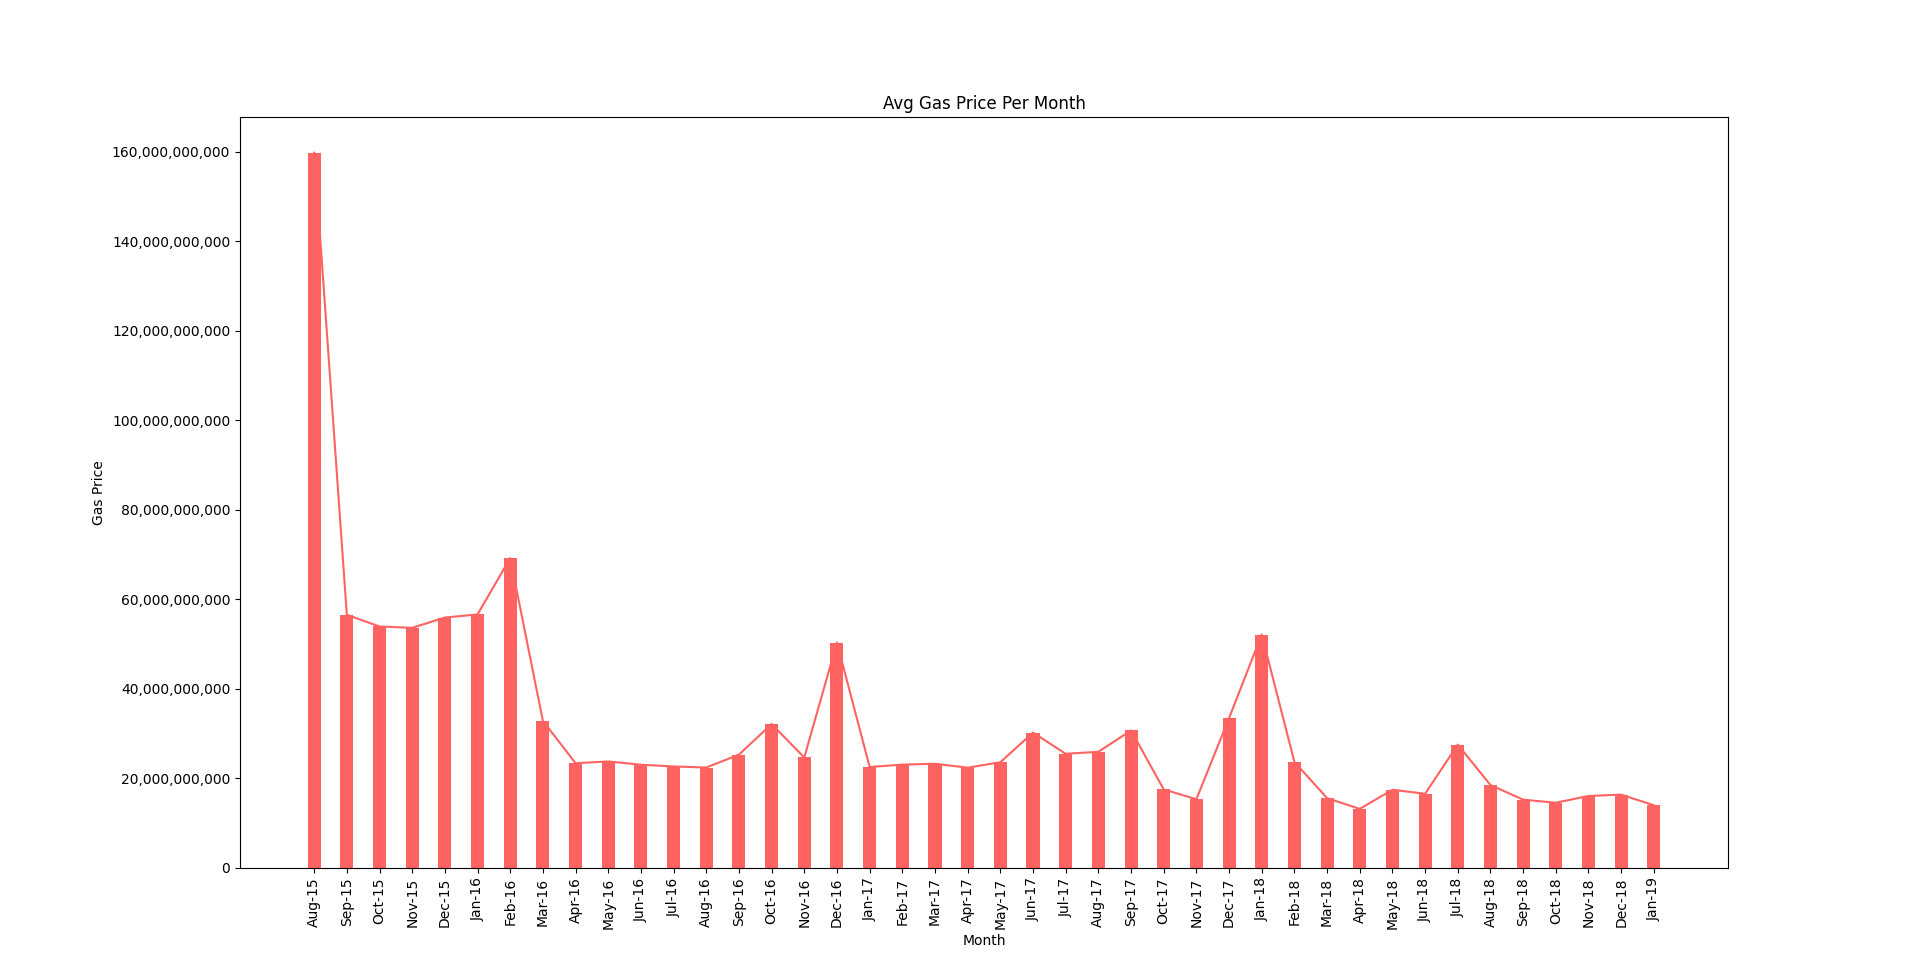 Avg Gas Price Per Month
160,000,000,000
140,000,000,000
120,000,000,000
100,000,000,000
80,000,000,000
60,000,000,000
40,000,000,000
20,000,000,000
0
Gas Price
Aug-15
Sep-15
Oct-15
Nov-15
Dec-15
Jan-16
Feb-16
Mar-16
Apr-16
May-16
Jun-16
Jul-16
Aug-16
Sep-16
Oct-16
Nov-16
Dec-16
Jan-17
Feb-17
Mar-17
Apr-17
May-17
Jun-17
Jul-17
Aug-17
Sep-17
Oct-17
Nov-17
Dec-17
Jan-18
Feb-18
Mar-18
Apr-18
May-18
Jun-18
Jul-18
Aug-18
Sep-18
Oct-18
Nov-18
Dec-18
Jan-19
Month